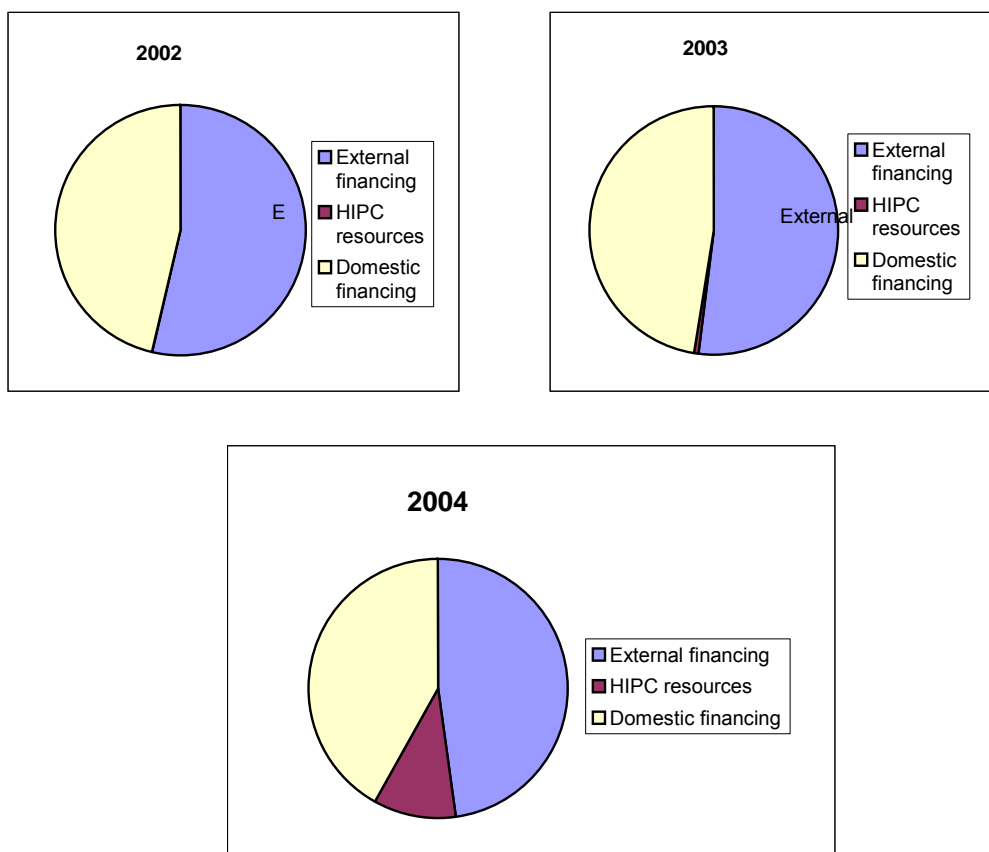 2002
E
External
financing
HIPC
resources
Domestic
financing
2003
External
External
financing
HIPC
resources
Domestic
financing
2004
External financing
HIPC resources
Domestic financing